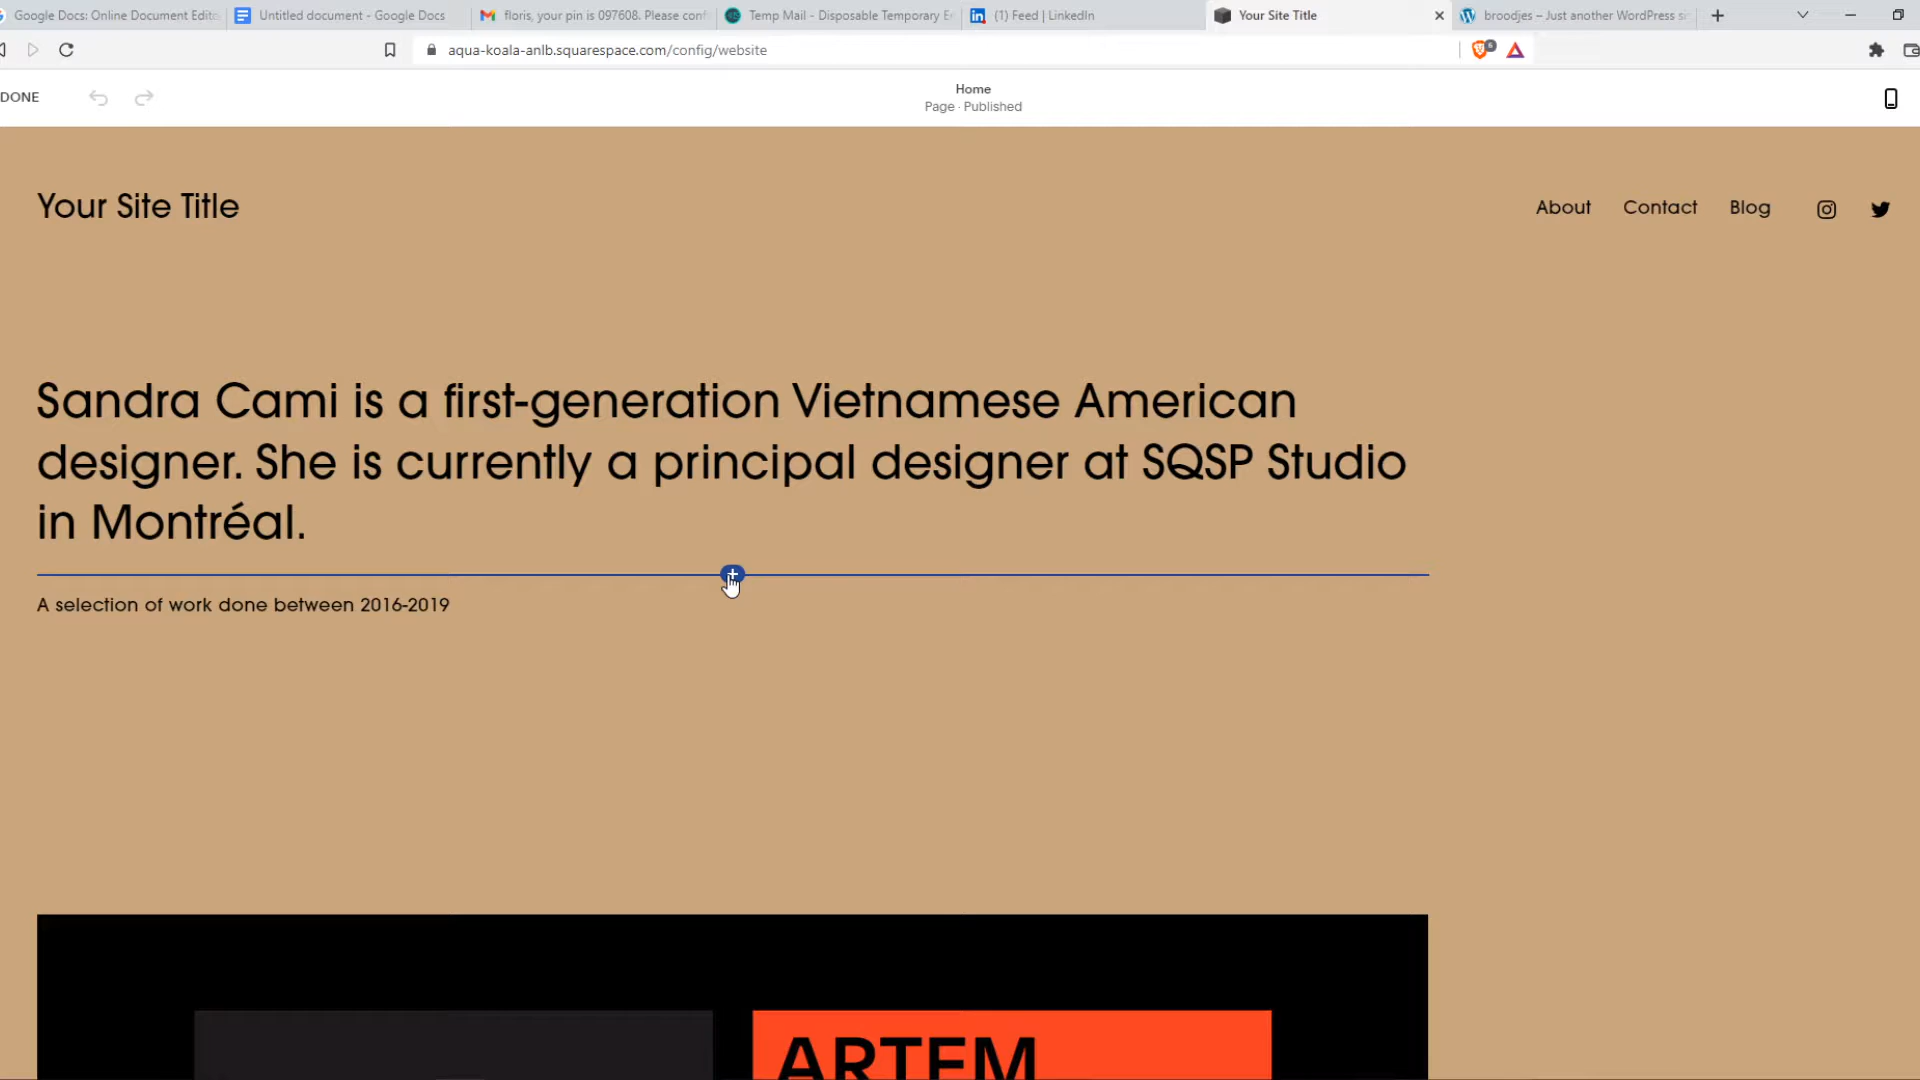 Google Docs: Online Document Edito
Untitled document - Google Docs
floris, your pin is 097608. Please conf
Temp Mail - Disposable Temporary E
(1) Feed | LinkedIn
Your Site Title
broodjes – Just another WordPress si
aqua-koala-anlb.squarespace.com/config/website
6
DONE
Home
Page · Published
Your Site Title
About
Contact
Blog
Sandra Cami is a first-generation Vietnamese American
designer. She is currently a principal designer at SQSP Studio
in Montréal.
A selection of work done between 2016-2019
ARTEM